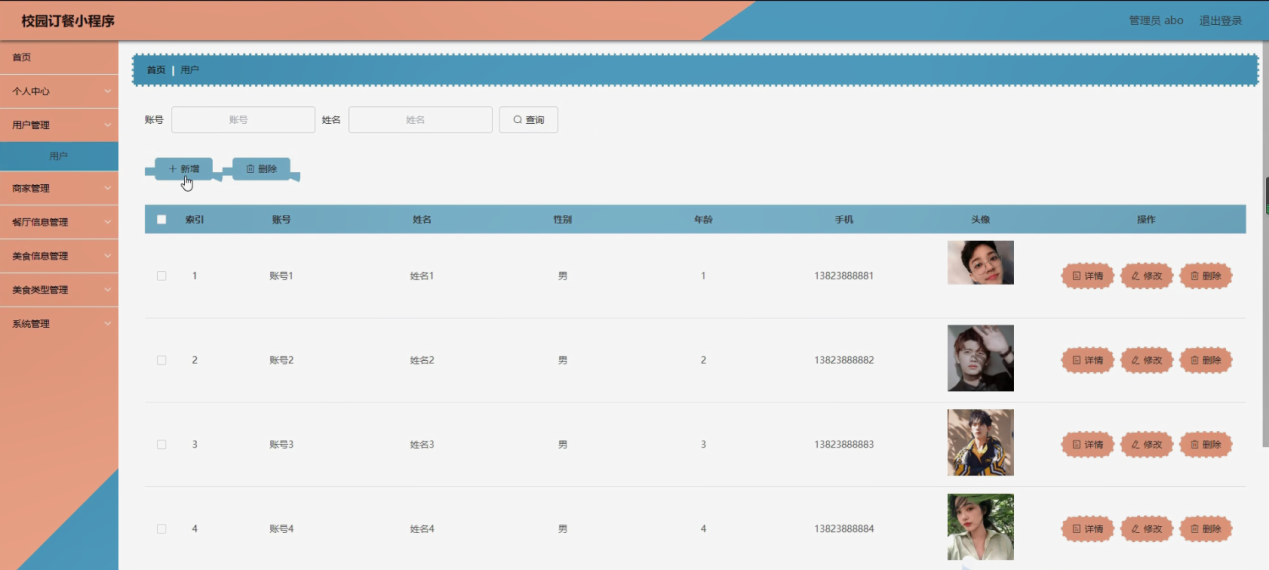 校园订餐小程序
管理员 abo 退出登录
首页
个人中心
用户管理
用户
商家管理
餐厅信息管理
美食信息管理
美食类型管理
系统管理
首页 | 用户
账号 账号 姓名 姓名 查询
+ 新增 删除
索引 账号 姓名 性别 年龄 手机 头像 操作
1 账号1 姓名1 男 1 13823888881 详情 修改 删除
2 账号2 姓名2 男 2 13823888882 详情 修改 删除
3 账号3 姓名3 男 3 13823888883 详情 修改 删除
4 账号4 姓名4 男 4 13823888884 详情 修改 删除